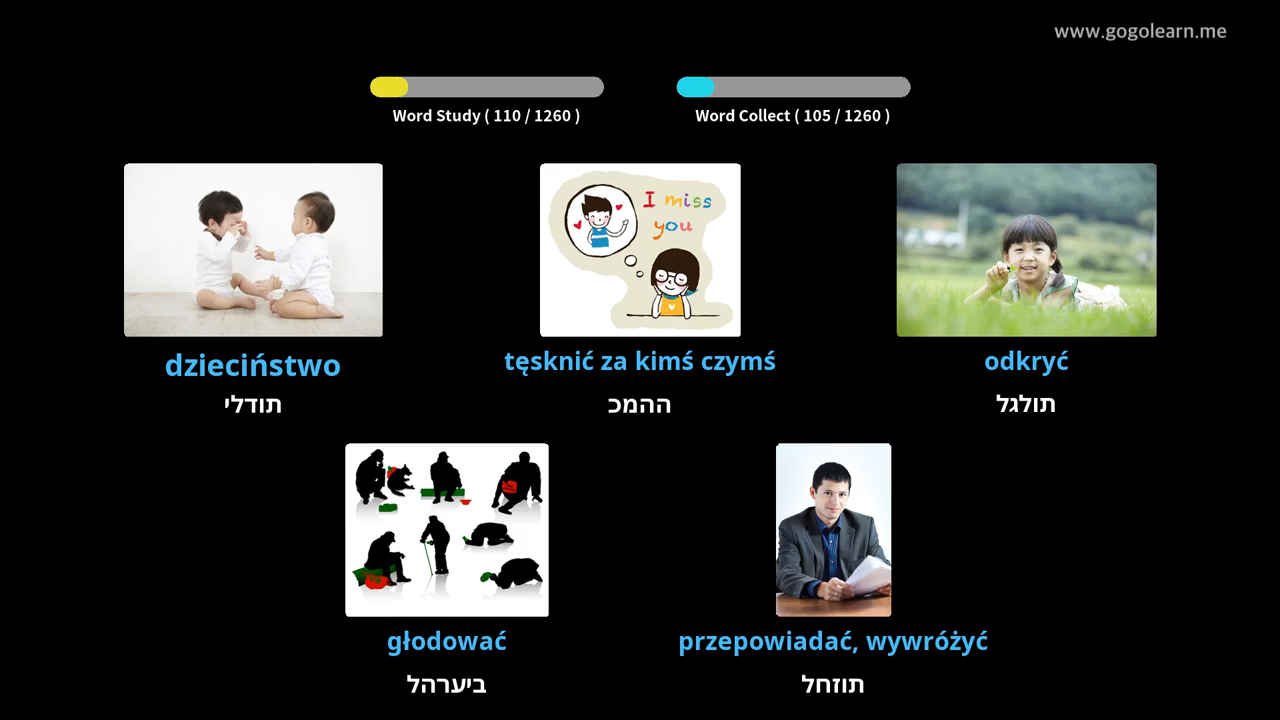 www.gogolearn.me
Word Study ( 110 / 1260 )
Word Collect ( 105 / 1260 )
dzieciństwo
תודלי
tęsknić za kimś czymś
ההמכ
odkryć
תולגל
głodować
ביערהל
przepowiadać, wywróżyć
תוזחל
I miss
you